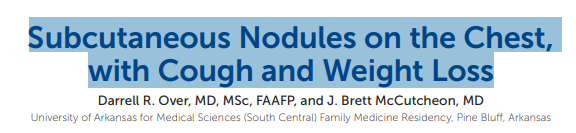 Subcutaneous Nodules on the Chest,
with Cough and Weight Loss
Darrell R. Over, MD, MSc, FAAFP, and J. Brett McCutcheon, MD
University of Arkansas for Medical Sciences (South Central) Family Medicine Residency, Pine Bluff, Arkansas